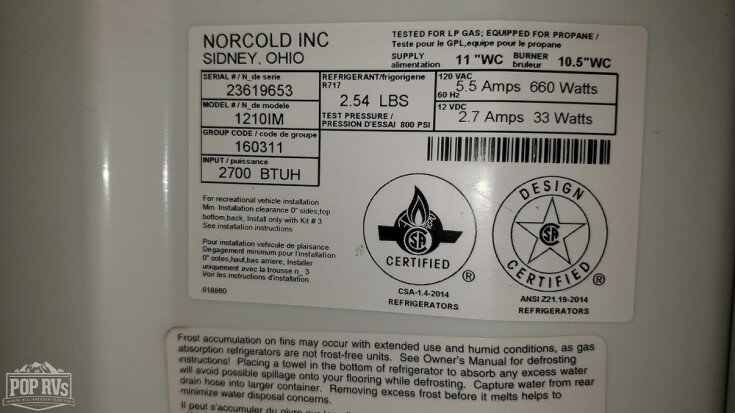 NORCOLD INC
SIDNEY, OHIO
TESTED FOR LP GAS; EQUIPPED FOR PROPANE /
Teste pour le GPL,equipe pour le propane
SUPPLY
alimentation
11 "WC
BURNER
bruleur
10.5"WC
SERIAL # / N_de serie
23619653
MODEL # / N_de modele
1210IM
GROUP CODE / code de groupe
160311
INPUT / puissance
2700 BTUH
REFRIGERANT/frigorigene
R717
2.54 LBS
TEST PRESSURE /
PRESSION D'ESSAI 800 PSI
120 VAC
60 Hz
5.5 Amps 660 Watts
12 VDC
2.7 Amps 33 Watts
For recreational vehicle installation
Min. Installation clearance 0" sides,top
bottom,back, Install only with Kit # 3
See installation instructions
Pour installation vehicule de plaisance
Degagement minimum pour l'installation
0" cotes,haut,bas arriere, Installer
uniquement avec la trousse n_ 3
Voir les instructions d'installation.
618860
SA
CERTIFIED
®
CSA-1.4-2014
REFRIGERATORS
DESIGN
SA
CERTIFIED
®
ANSI Z21.19-2014
REFRIGERATORS
Frost accumulation on fins may occur with extended use and humid conditions, as gas
absorption refrigerators are not frost-free units. See Owner's Manual for defrosting
instructions! Placing a towel in the bottom of refrigerator to absorb any excess water
will avoid possible spillage onto your flooring while defrosting. Capture water from rear
drain hose into larger container. Removing excess frost before it melts helps to
minimize water disposal concerns.
Il peut s'accumuler du givre sur
POP RVs